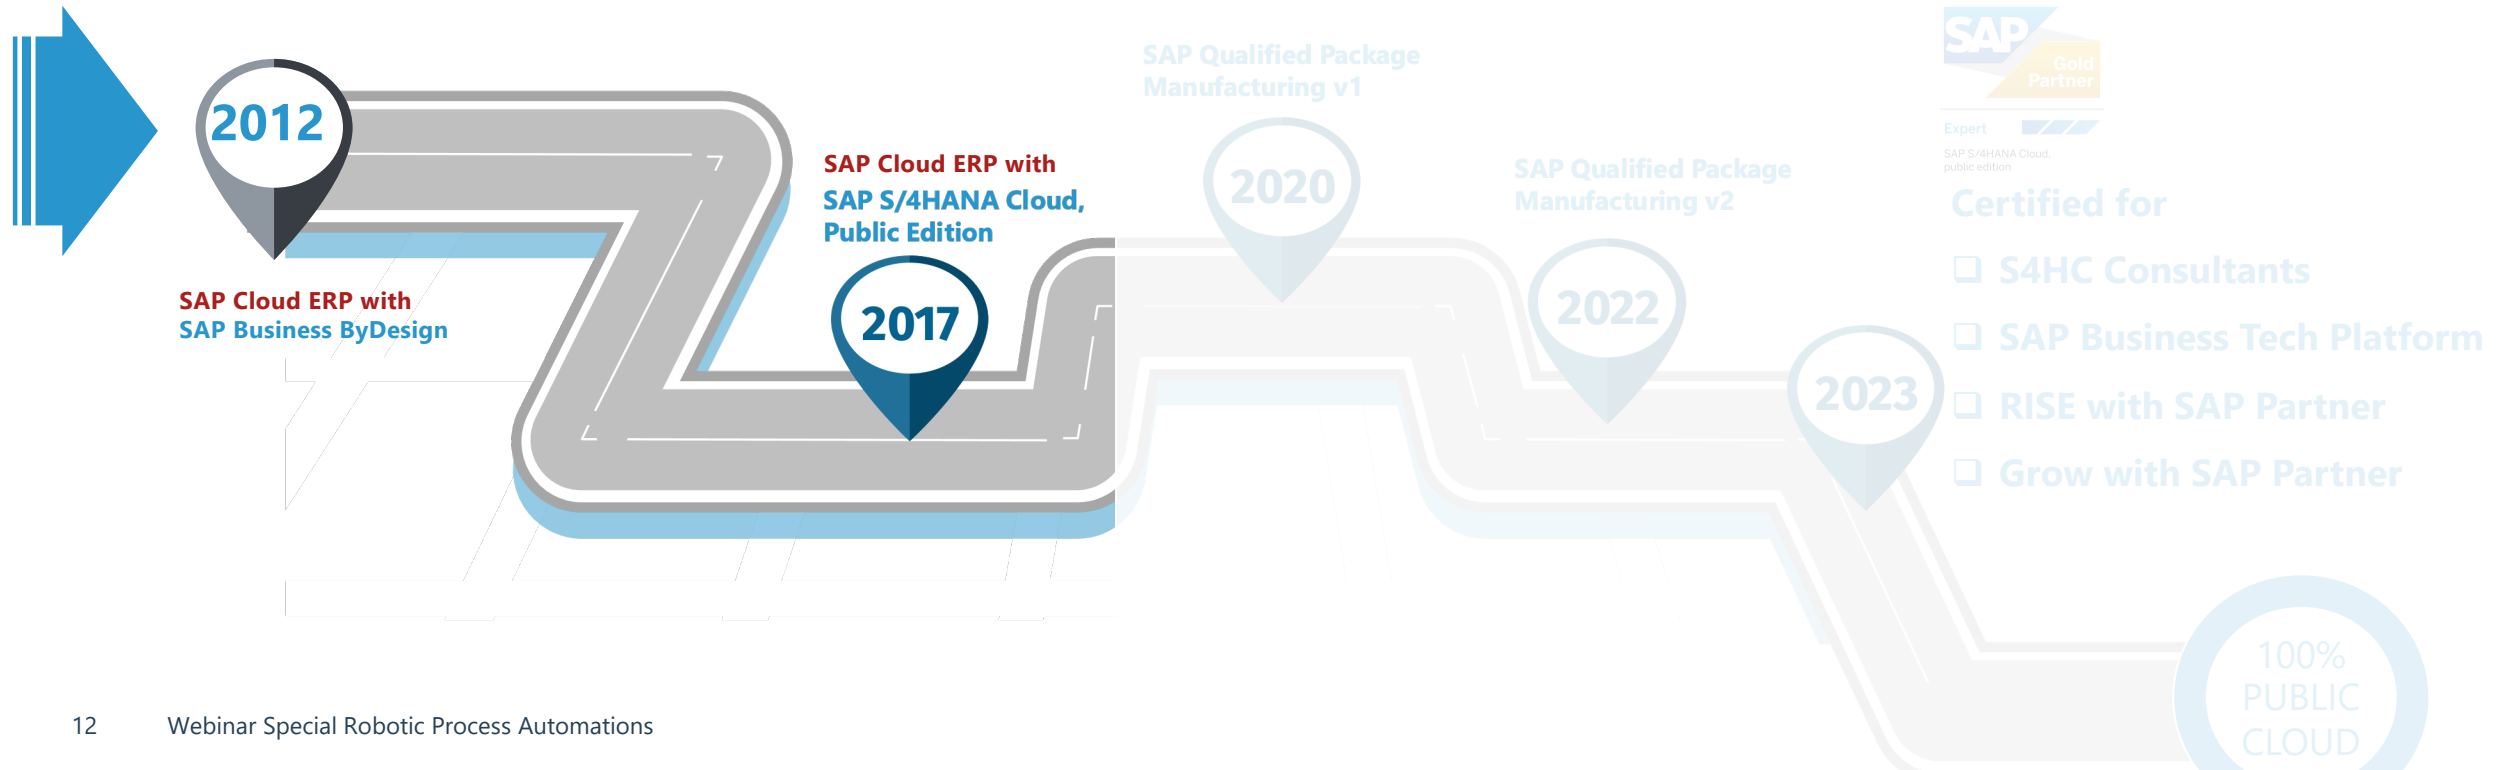 2012
SAP Cloud ERP with
SAP Business ByDesign
SAP Cloud ERP with
SAP S/4HANA Cloud,
Public Edition
2017
SAP Qualified Package
Manufacturing v1
2020
SAP Qualified Package
Manufacturing v2
2022
2023
SAP
Gold
Partner
Expert
SAP S/4HANA Cloud,
public edition
Certified for
S4HC Consultants
SAP Business Tech Platform
RISE with SAP Partner
Grow with SAP Partner
100%
PUBLIC
CLOUD
12 Webinar Special Robotic Process Automations